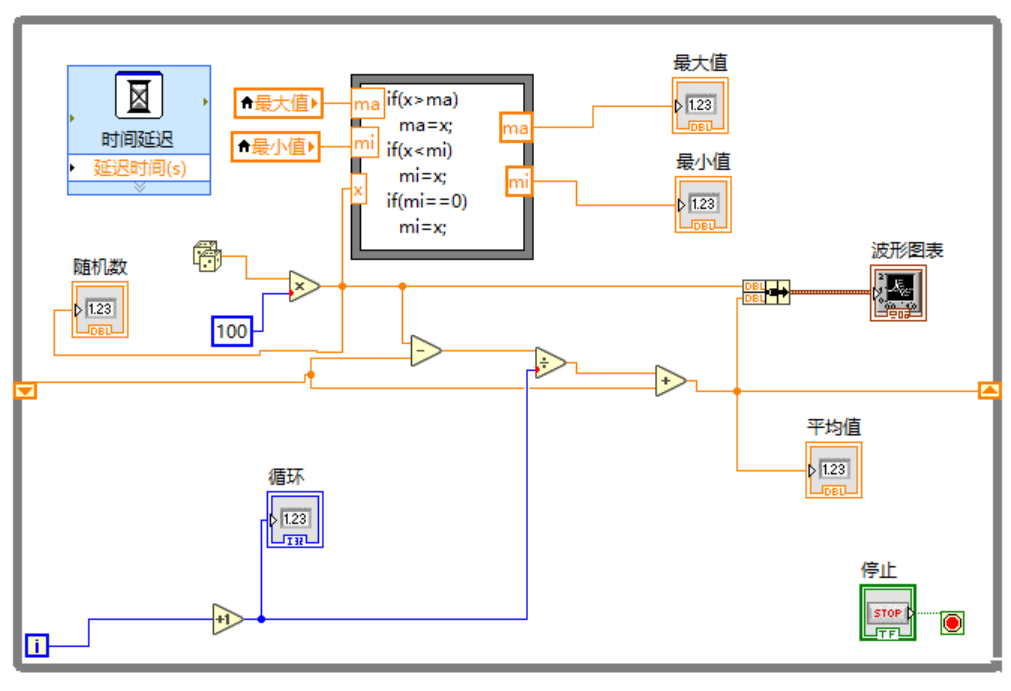 时间延迟
延迟时间(s)
最大值
最小值
ma
mi
x
if(x>ma)
ma=x;
if(x<mi)
mi=x;
if(mi==0)
mi=x;
ma
mi
最大值
1.23
DBL
最小值
1.23
DBL
随机数
1.23
DBL
×
100
DBL
DBL
波形图表
−
÷
+
平均值
1.23
DBL
循环
1.23
I32
+1
i
停止
STOP
TF